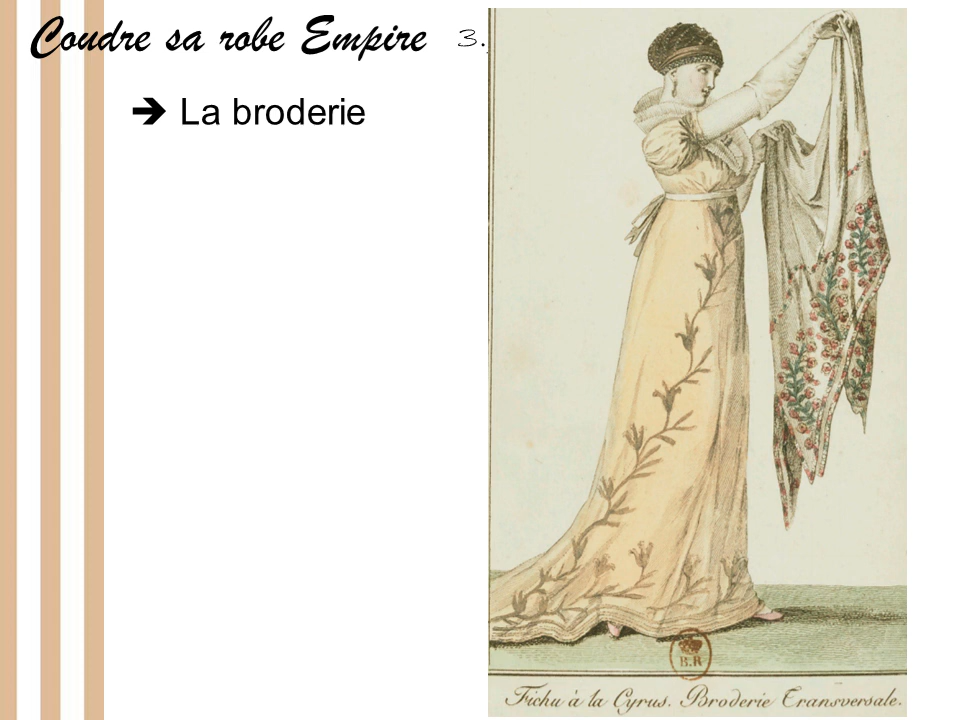 Coudre sa robe Empire 3.
➔ La broderie
B.R
Fichu à la Cyrus. Broderie Transversale.